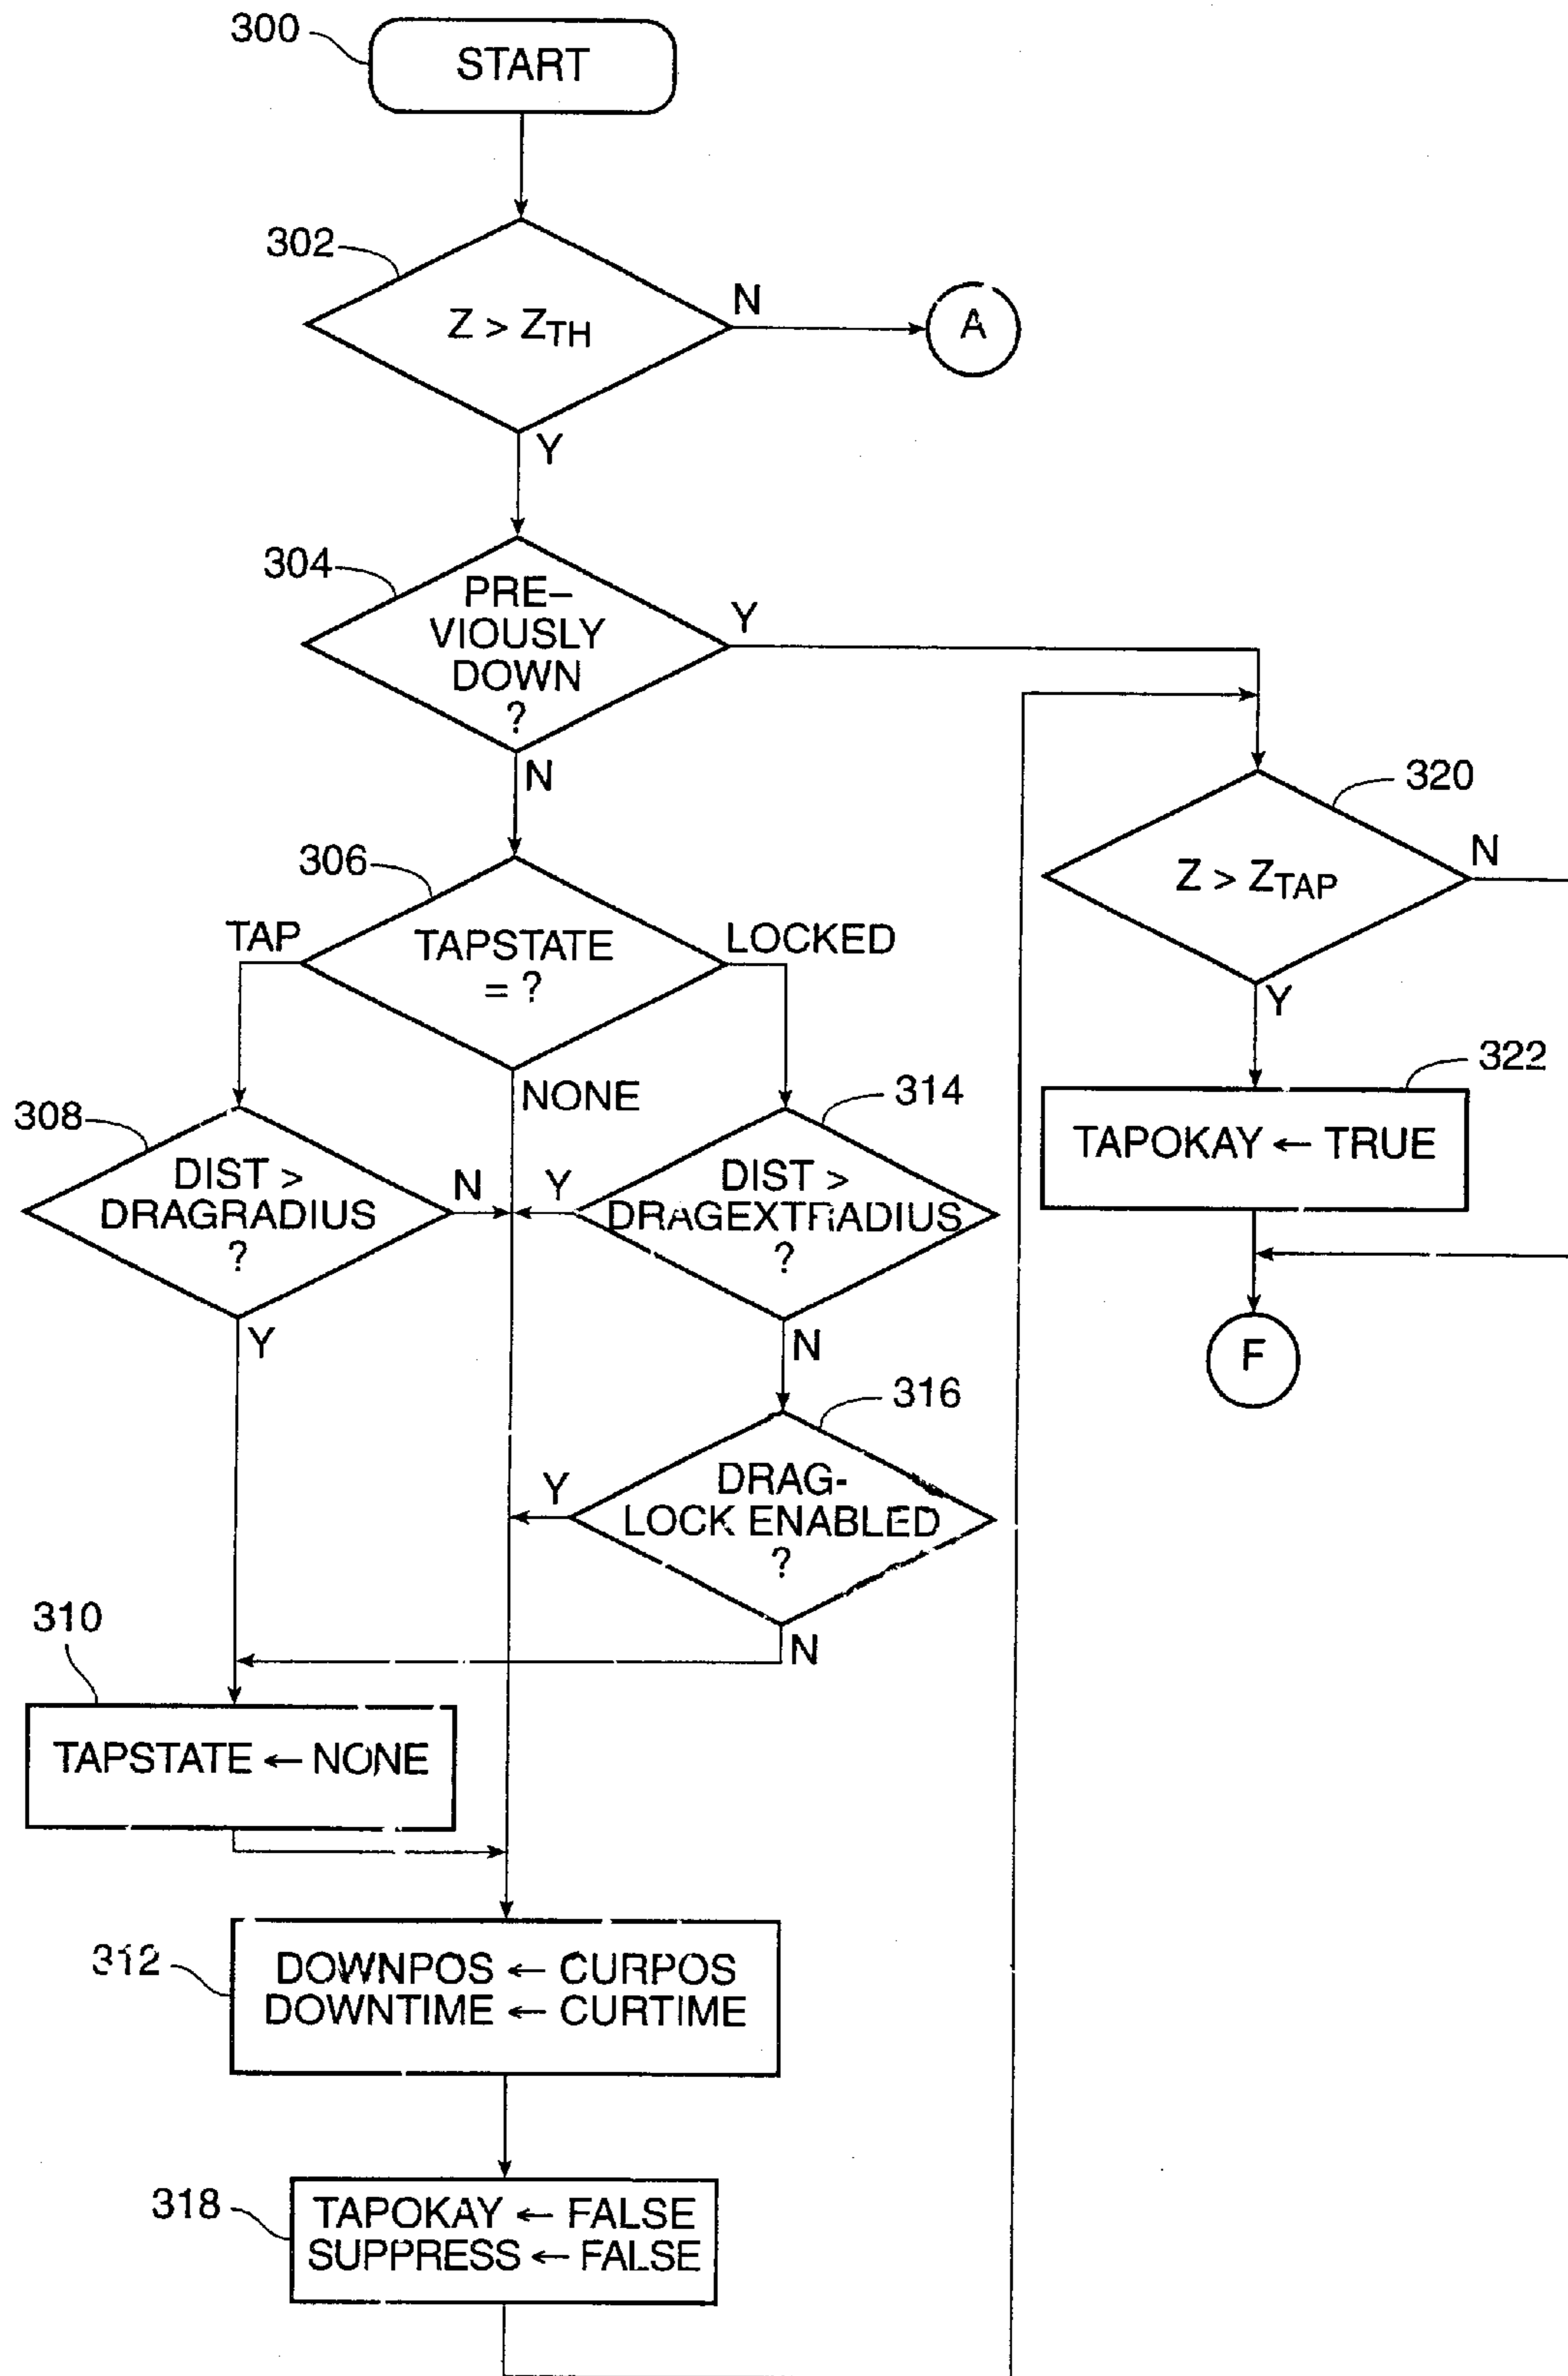 300
START
302
Z > ZTH
N
A
Y
304
PRE–
VIOUSLY
DOWN
?
Y
N
320
Z > ZTAP
N
Y
306
TAPSTATE
= ?
TAP
LOCKED
NONE
322
TAPOKAY ← TRUE
F
308
DIST >
DRAGRADIUS
?
N
Y
314
DIST >
DRAGEXTRADIUS
?
Y
N
316
DRAG-
LOCK ENABLED
?
Y
N
310
TAPSTATE ← NONE
312
DOWNPOS ← CURPOS
DOWNTIME ← CURTIME
318
TAPOKAY ← FALSE
SUPPRESS ← FALSE